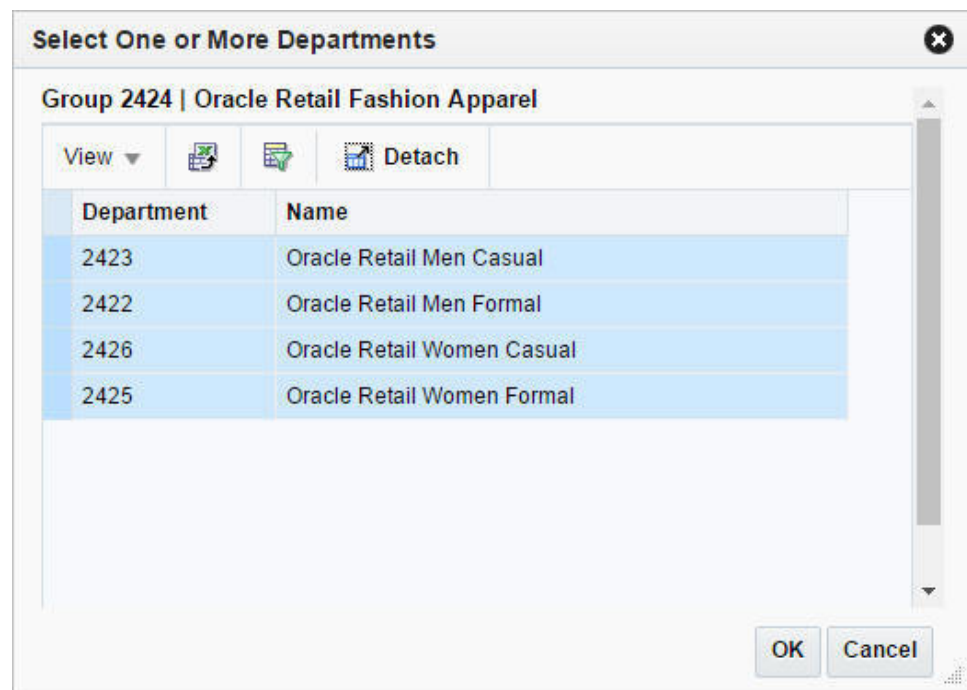 Select One or More Departments
Group 2424 | Oracle Retail Fashion Apparel
View Detach
Department Name
2423 Oracle Retail Men Casual
2422 Oracle Retail Men Formal
2426 Oracle Retail Women Casual
2425 Oracle Retail Women Formal
OK Cancel